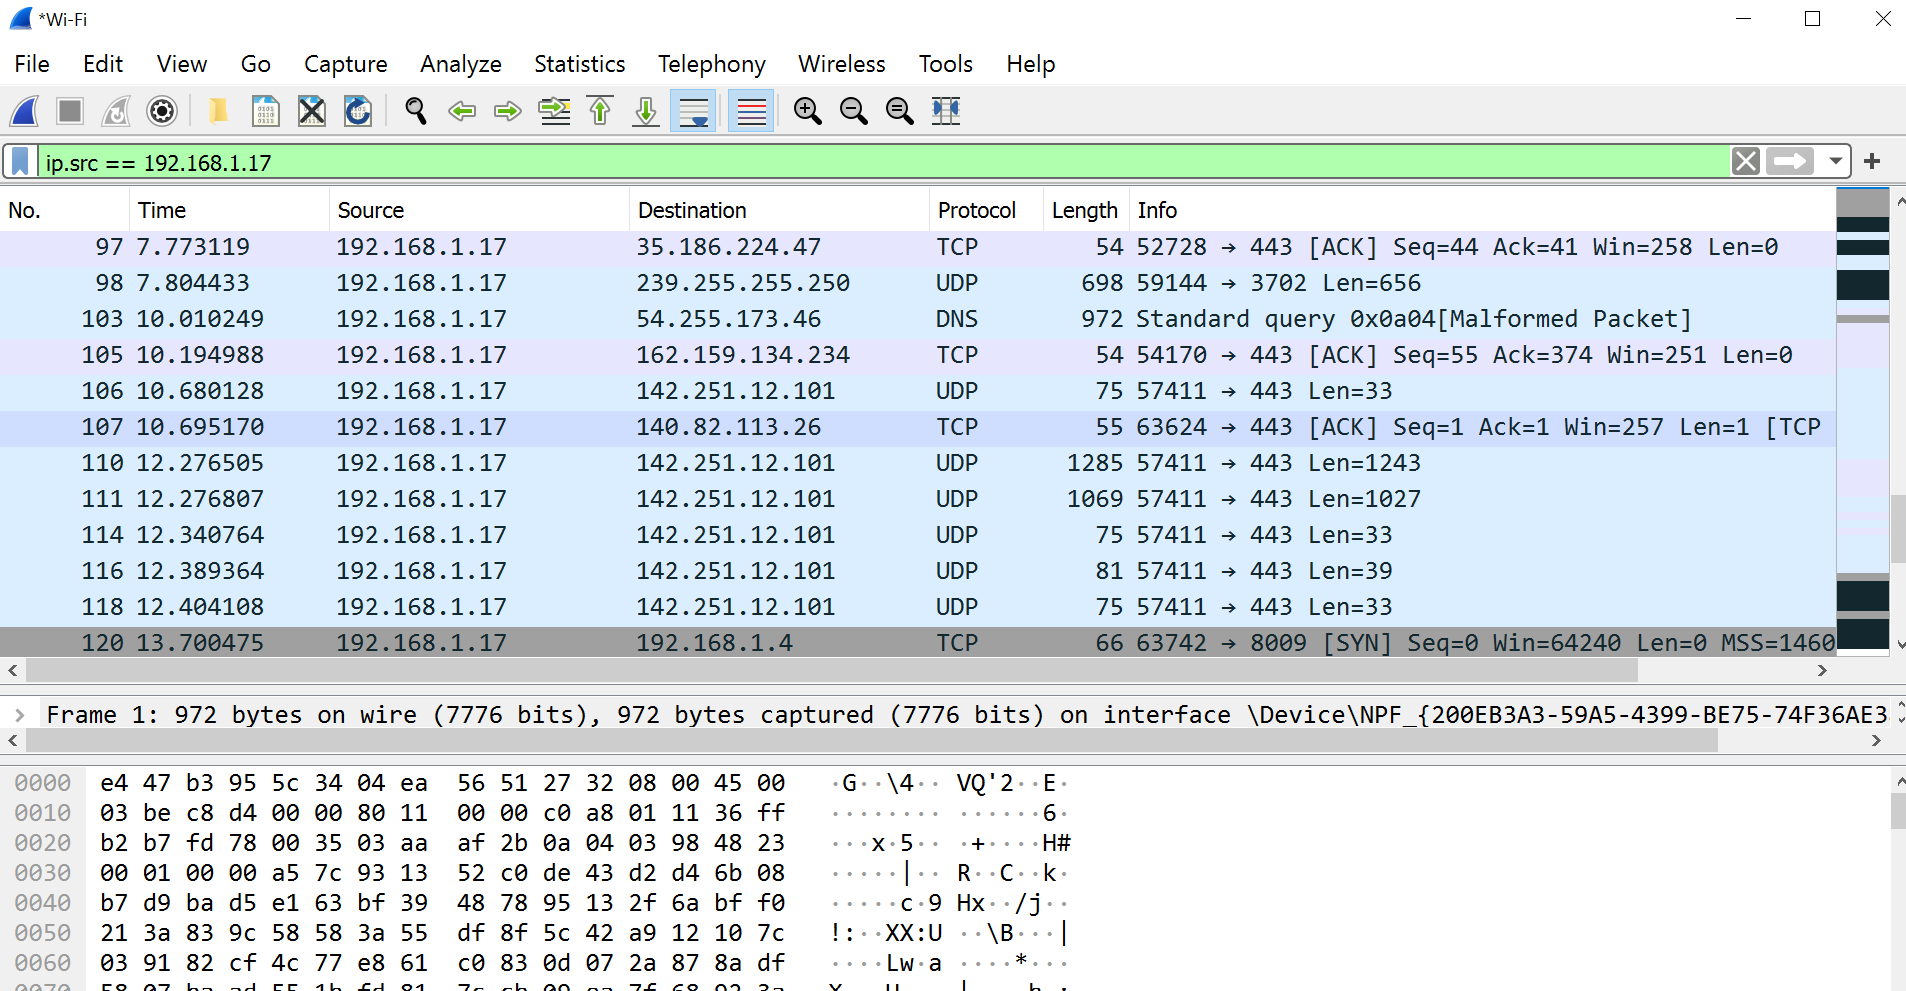 *Wi-Fi
File Edit View Go Capture Analyze Statistics Telephony Wireless Tools Help
ip.src == 192.168.1.17
No. Time Source Destination Protocol Length Info
97 7.773119 192.168.1.17 35.186.224.47 TCP 54 52728 → 443 [ACK] Seq=44 Ack=41 Win=258 Len=0
98 7.804433 192.168.1.17 239.255.255.250 UDP 698 59144 → 3702 Len=656
103 10.010249 192.168.1.17 54.255.173.46 DNS 972 Standard query 0x0a04[Malformed Packet]
105 10.194988 192.168.1.17 162.159.134.234 TCP 54 54170 → 443 [ACK] Seq=55 Ack=374 Win=251 Len=0
106 10.680128 192.168.1.17 142.251.12.101 UDP 75 57411 → 443 Len=33
107 10.695170 192.168.1.17 140.82.113.26 TCP 55 63624 → 443 [ACK] Seq=1 Ack=1 Win=257 Len=1 [TCP
110 12.276505 192.168.1.17 142.251.12.101 UDP 1285 57411 → 443 Len=1243
111 12.276807 192.168.1.17 142.251.12.101 UDP 1069 57411 → 443 Len=1027
114 12.340764 192.168.1.17 142.251.12.101 UDP 75 57411 → 443 Len=33
116 12.389364 192.168.1.17 142.251.12.101 UDP 81 57411 → 443 Len=39
118 12.404108 192.168.1.17 142.251.12.101 UDP 75 57411 → 443 Len=33
120 13.700475 192.168.1.17 192.168.1.4 TCP 66 63742 → 8009 [SYN] Seq=0 Win=64240 Len=0 MSS=1460
Frame 1: 972 bytes on wire (7776 bits), 972 bytes captured (7776 bits) on interface \Device\NPF_{200EB3A3-59A5-4399-BE75-74F36AE3
0000 e4 47 b3 95 5c 34 04 ea 56 51 27 32 08 00 45 00 ·G··\4·· VQ'2··E·
0010 03 be c8 d4 00 00 80 11 00 00 c0 a8 01 11 36 ff ········ ······6·
0020 b2 b7 fd 78 00 35 03 aa af 2b 0a 04 03 98 48 23 ···x·5·· ·+····H#
0030 00 01 00 00 a5 7c 93 13 52 c0 de 43 d2 d4 6b 08 ·····|·· R··C··k·
0040 b7 d9 ba d5 e1 63 bf 39 48 78 95 13 2f 6a bf f0 ·····c·9 Hx··/j··
0050 21 3a 83 9c 58 58 3a 55 df 8f 5c 42 a9 12 10 7c !:··XX:U ··\B···|
0060 03 91 82 cf 4c 77 e8 61 c0 83 0d 07 2a 87 8a df ····Lw·a ····*···